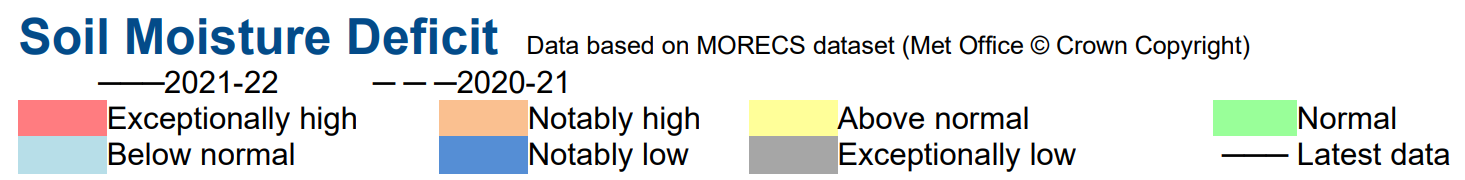 Soil Moisture Deficit Data based on MORECS dataset (Met Office © Crown Copyright)
2021-22 2020-21
Exceptionally high Notably high Above normal Normal
Below normal Notably low Exceptionally low Latest data